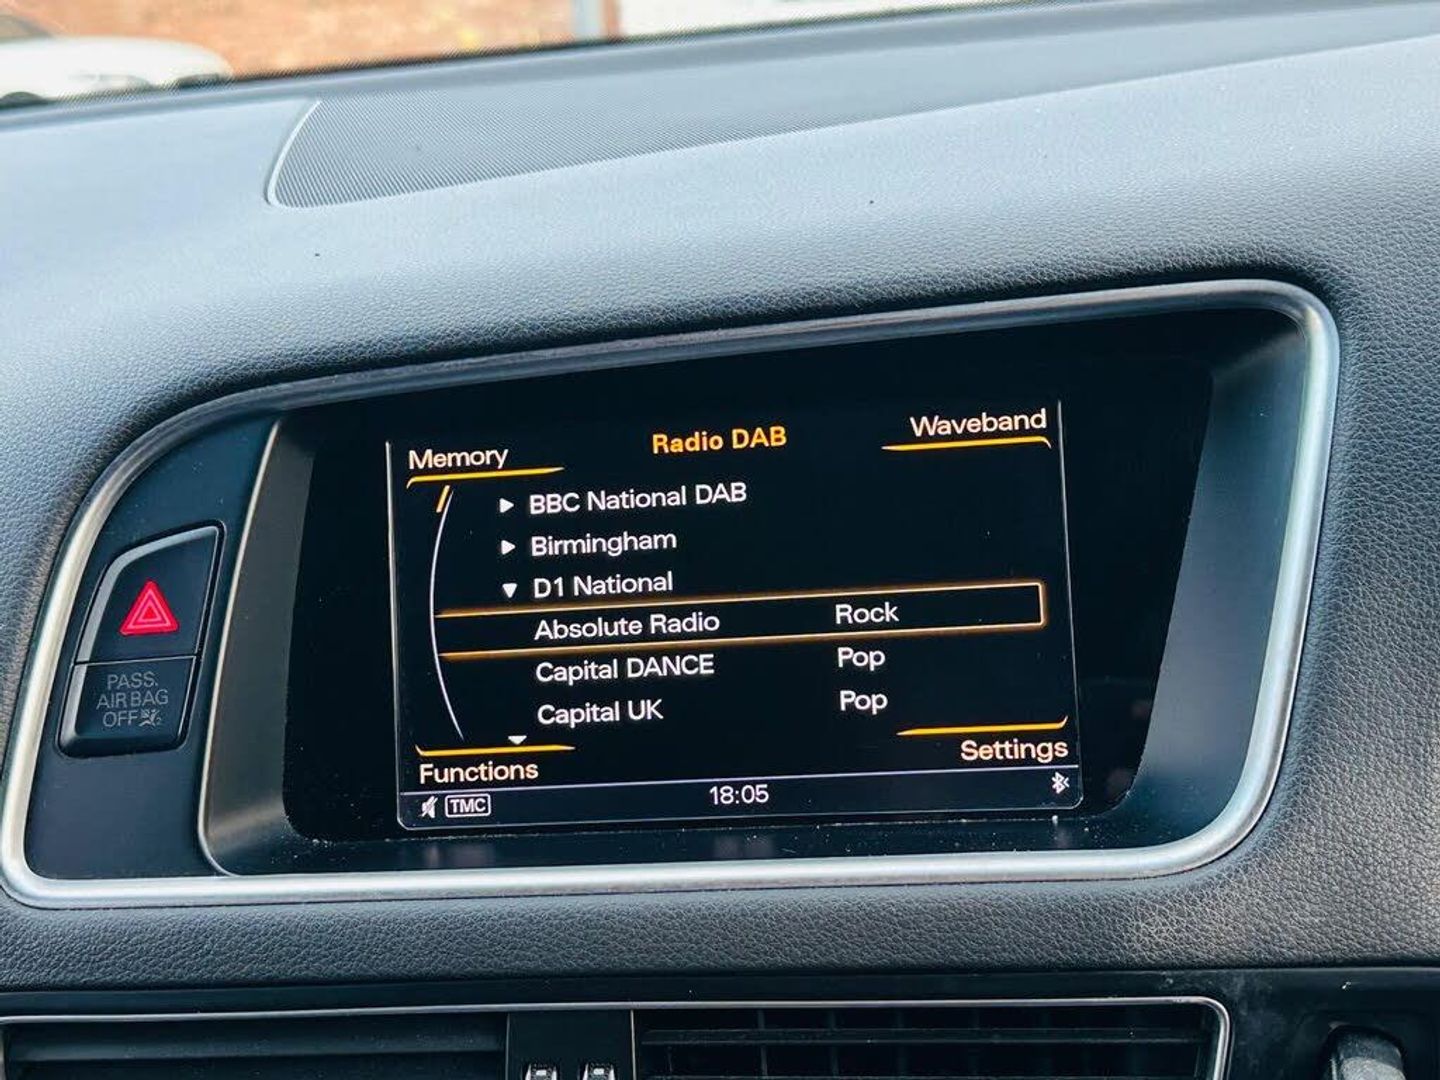 Memory Radio DAB Waveband
BBC National DAB
Birmingham
D1 National
Absolute Radio Rock
Capital DANCE Pop
Capital UK Pop
Functions Settings
TMC 18:05
PASS.
AIR BAG
OFF